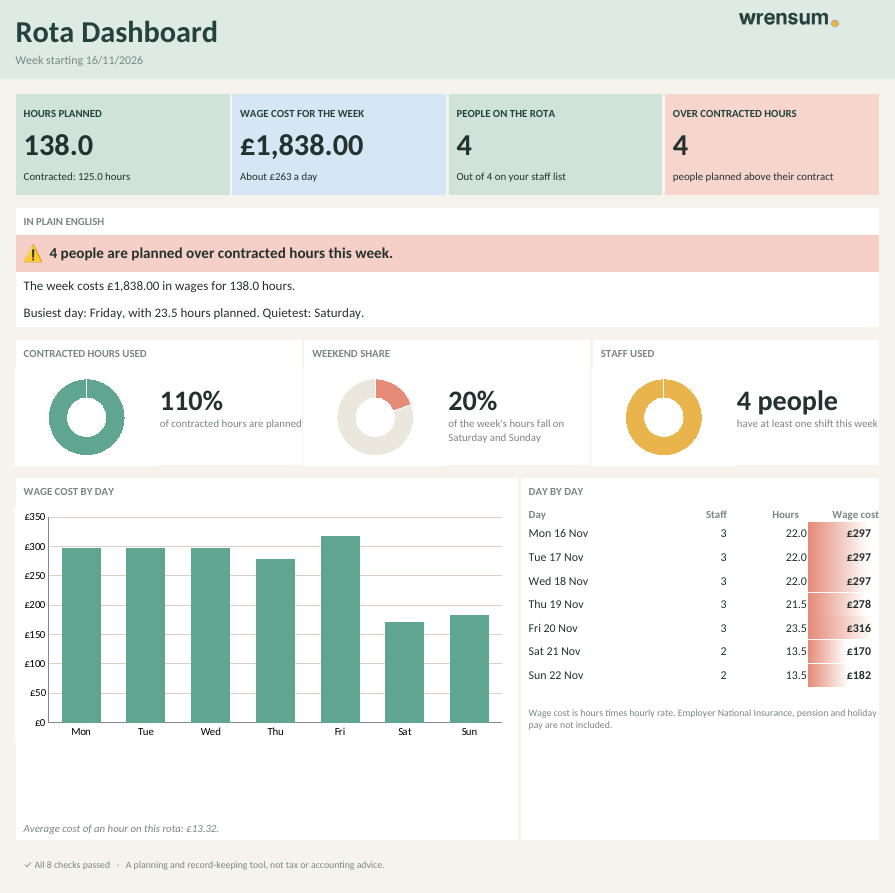 Rota Dashboard
wrensum
Week starting 16/11/2026
HOURS PLANNED
138.0
Contracted: 125.0 hours
WAGE COST FOR THE WEEK
£1,838.00
About £263 a day
PEOPLE ON THE ROTA
4
Out of 4 on your staff list
OVER CONTRACTED HOURS
4
people planned above their contract
IN PLAIN ENGLISH
⚠️ 4 people are planned over contracted hours this week.
The week costs £1,838.00 in wages for 138.0 hours.
Busiest day: Friday, with 23.5 hours planned. Quietest: Saturday.
CONTRACTED HOURS USED
110%
of contracted hours are planned
WEEKEND SHARE
20%
of the week's hours fall on
Saturday and Sunday
STAFF USED
4 people
have at least one shift this week
WAGE COST BY DAY
£350
£300
£250
£200
£150
£100
£50
£0
Mon Tue Wed Thu Fri Sat Sun
Average cost of an hour on this rota: £13.32.
DAY BY DAY
Day Staff Hours Wage cost
Mon 16 Nov 3 22.0 £297
Tue 17 Nov 3 22.0 £297
Wed 18 Nov 3 22.0 £297
Thu 19 Nov 3 21.5 £278
Fri 20 Nov 3 23.5 £316
Sat 21 Nov 2 13.5 £170
Sun 22 Nov 2 13.5 £182
Wage cost is hours times hourly rate. Employer National Insurance, pension and holiday
pay are not included.
✓ All 8 checks passed · A planning and record-keeping tool, not tax or accounting advice.